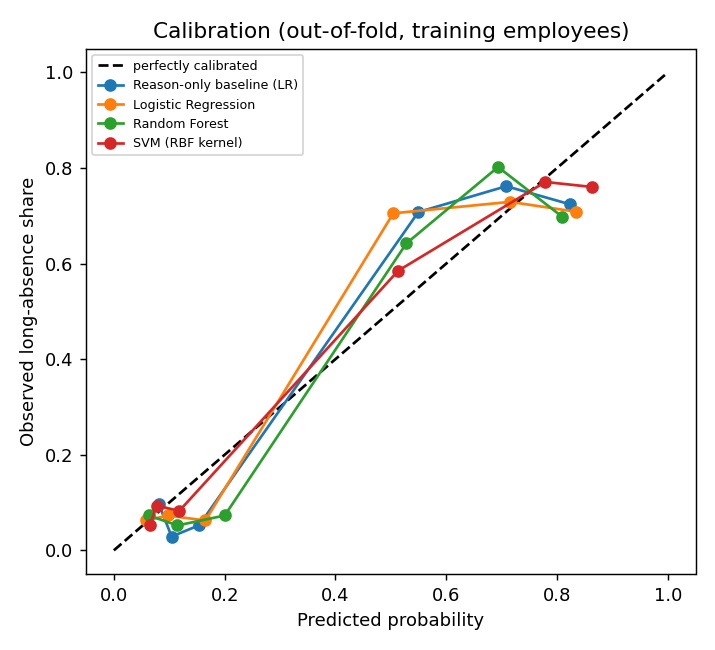 Calibration (out-of-fold, training employees)
perfectly calibrated
Reason-only baseline (LR)
Logistic Regression
Random Forest
SVM (RBF kernel)
Observed long-absence share
1.0
0.8
0.6
0.4
0.2
0.0
0.0 0.2 0.4 0.6 0.8 1.0
Predicted probability